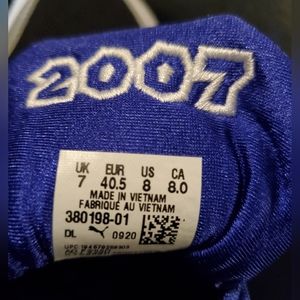 2007
UK EUR US CA
7 40.5 8 8.0
MADE IN VIETNAM
FABRIQUÉ AU VIETNAM
380198-01
DL 0920
UPC